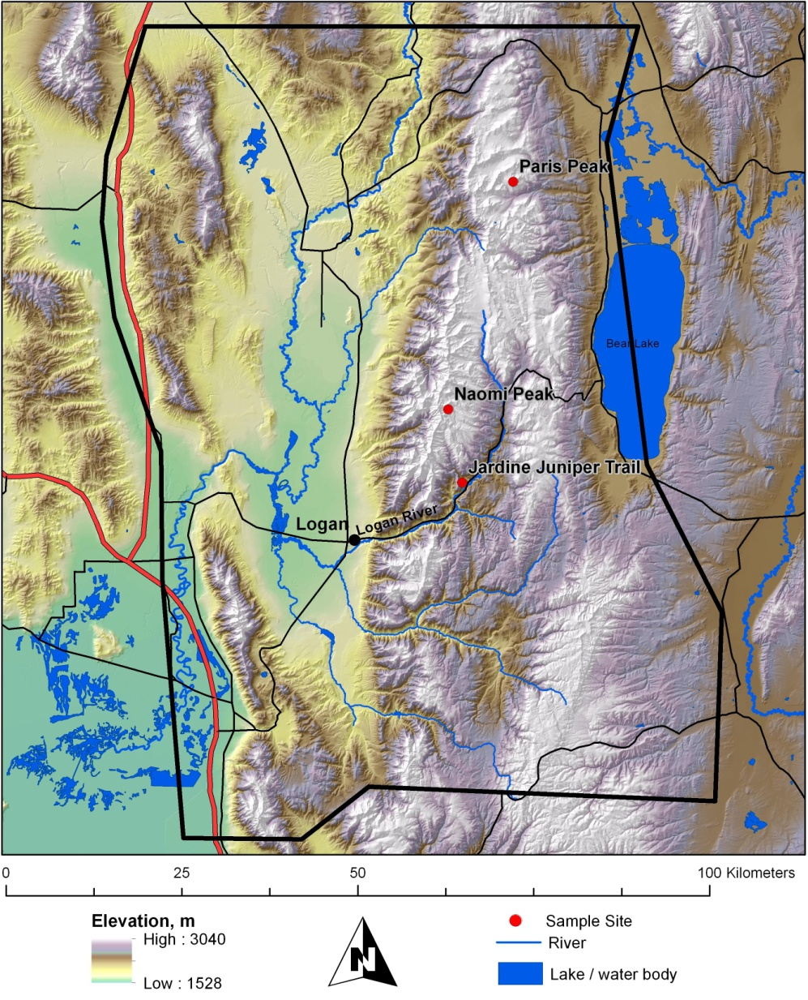 Paris Peak
Bear Lake
Naomi Peak
Jardine Juniper Trail
Logan
Logan River
0 25 50 100 Kilometers
Elevation, m
High : 3040
Low : 1528
N
Sample Site
River
Lake / water body